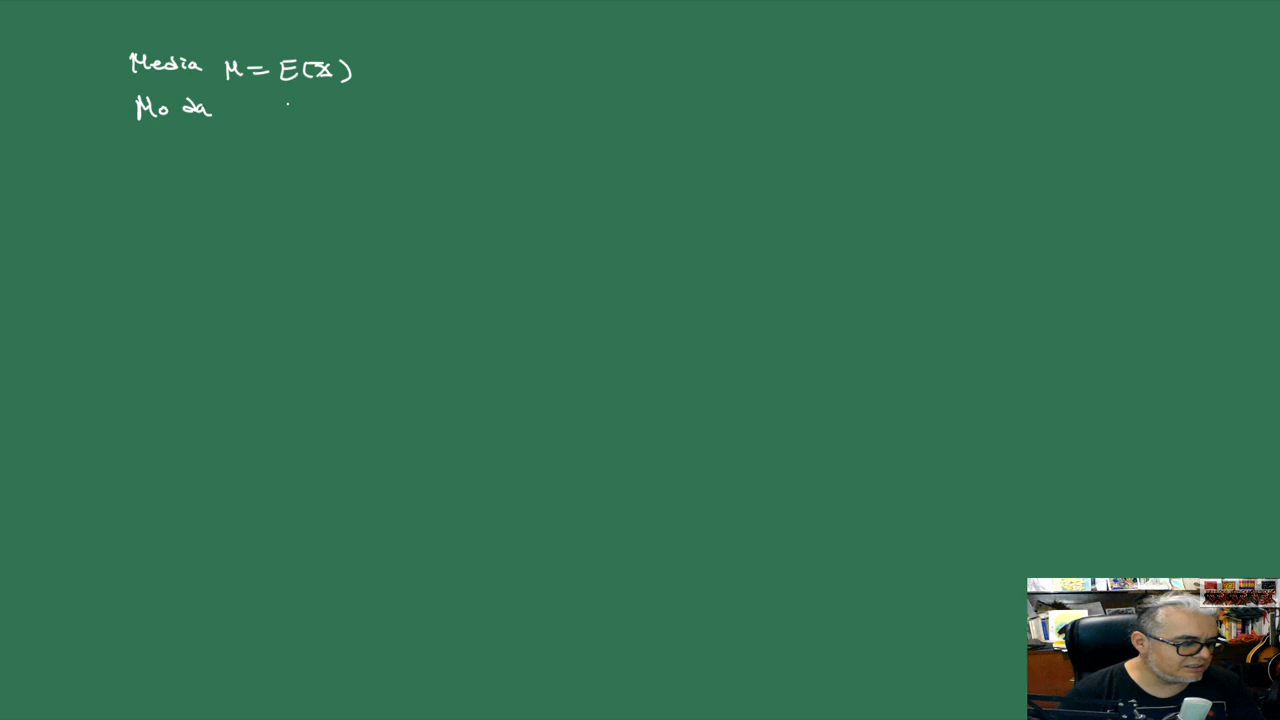 Media μ = E(X)
Moda